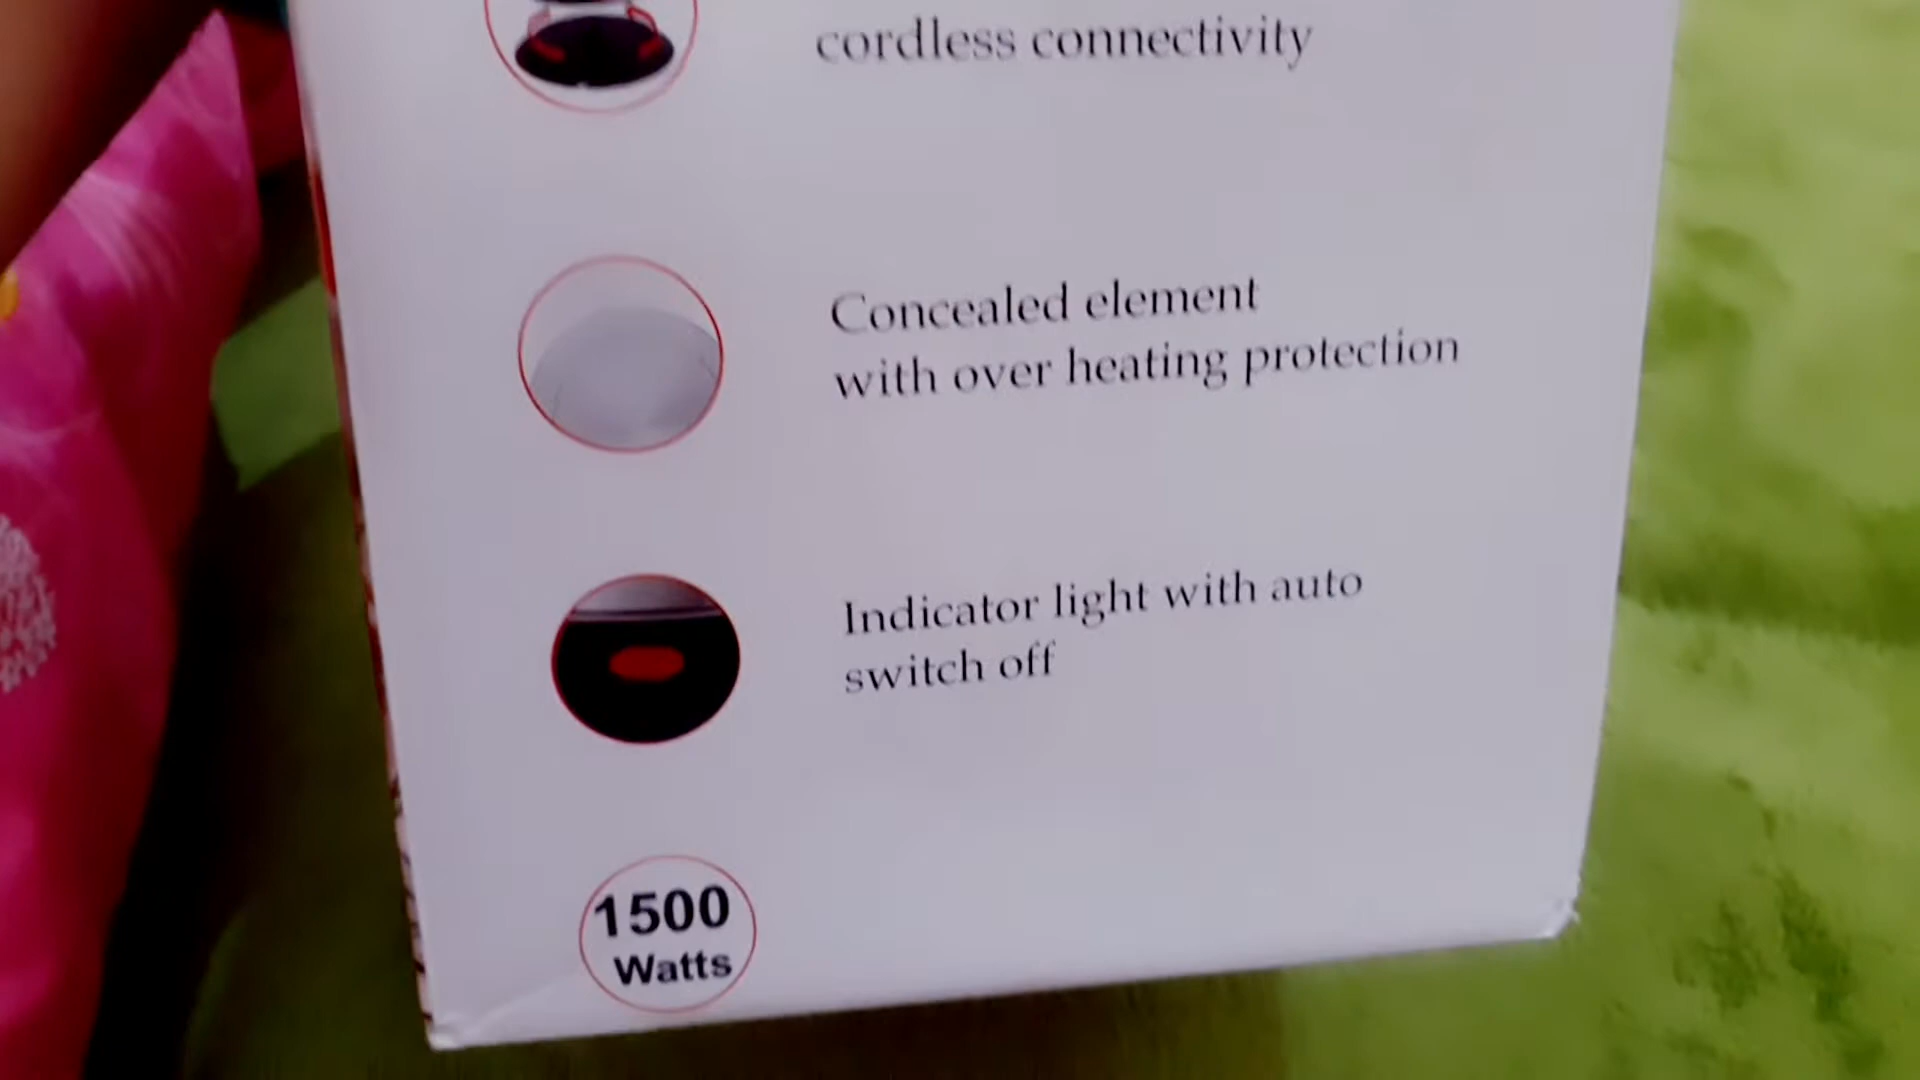 cordless connectivity
Concealed element
with over heating protection
Indicator light with auto
switch off
1500
Watts